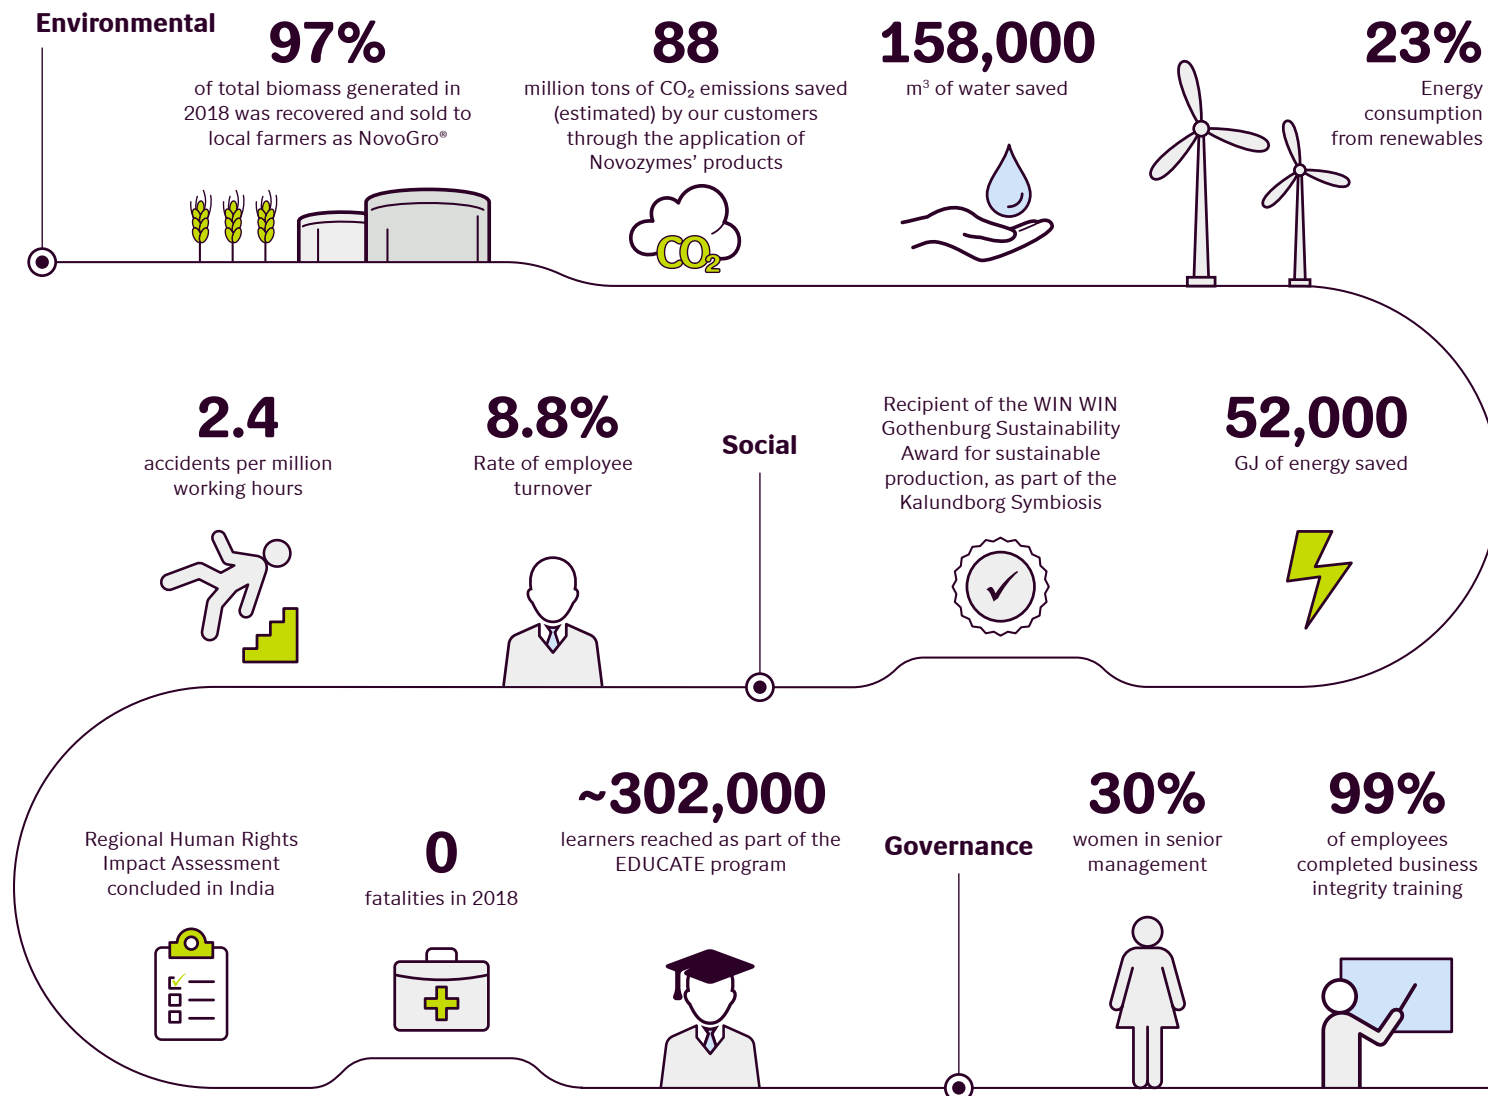 Environmental
97%
of total biomass generated in
2018 was recovered and sold to
local farmers as NovoGro®
88
million tons of CO₂ emissions saved
(estimated) by our customers
through the application of
Novozymes’ products
CO₂
158,000
m³ of water saved
23%
Energy
consumption
from renewables
52,000
GJ of energy saved
Recipient of the WIN WIN
Gothenburg Sustainability
Award for sustainable
production, as part of the
Kalundborg Symbiosis
Social
8.8%
Rate of employee
turnover
2.4
accidents per million
working hours
Regional Human Rights
Impact Assessment
concluded in India
0
fatalities in 2018
~302,000
learners reached as part of the
EDUCATE program
Governance
30%
women in senior
management
99%
of employees
completed business
integrity training